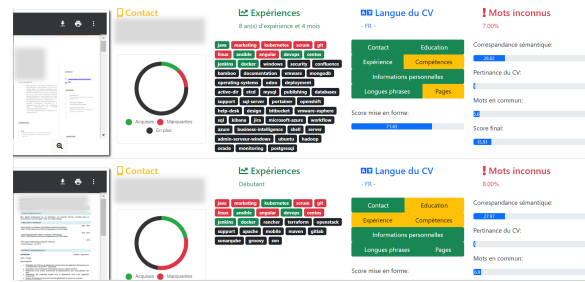 Contact
Expériences
8 an(s) d'expérience et 4 mois
java marketing kubernetes scrum git
linux ansible angular devops centos
jenkins docker windows security confluence
bamboo documentation vmware mongodb
operating-systems odoo deployment
active-dir etcd mysql publishing databases
support sql-server portainer openshift
help-desk design bitbucket vmware-esphere
sql kibana jira microsoft-azure workflow
azure business-intelligence shell server
admin-serveur-windows ubuntu hadoop
oracle monitoring postgresql
Acquises Manquantes
En plus
Langue du CV
- FR -
Contact Education
Expérience Compétences
Informations personnelles
Longues phrases Pages
Score mise en forme:
71.43
Mots inconnus
7.00%
Correspondance sémantique:
28.02
Pertinance du CV:
Mots en commun:
Score final:
15.91
Contact
Expériences
Débutant
java marketing kubernetes scrum git
linux ansible angular devops centos
jenkins docker rancher terraform openstack
support apache mobile maven gitlab
sonarqube groovy xen
Acquises Manquantes
Langue du CV
- FR -
Contact Education
Expérience Compétences
Informations personnelles
Longues phrases Pages
Score mise en forme:
Mots inconnus
8.00%
Correspondance sémantique:
27.97
Pertinance du CV:
Mots en commun: